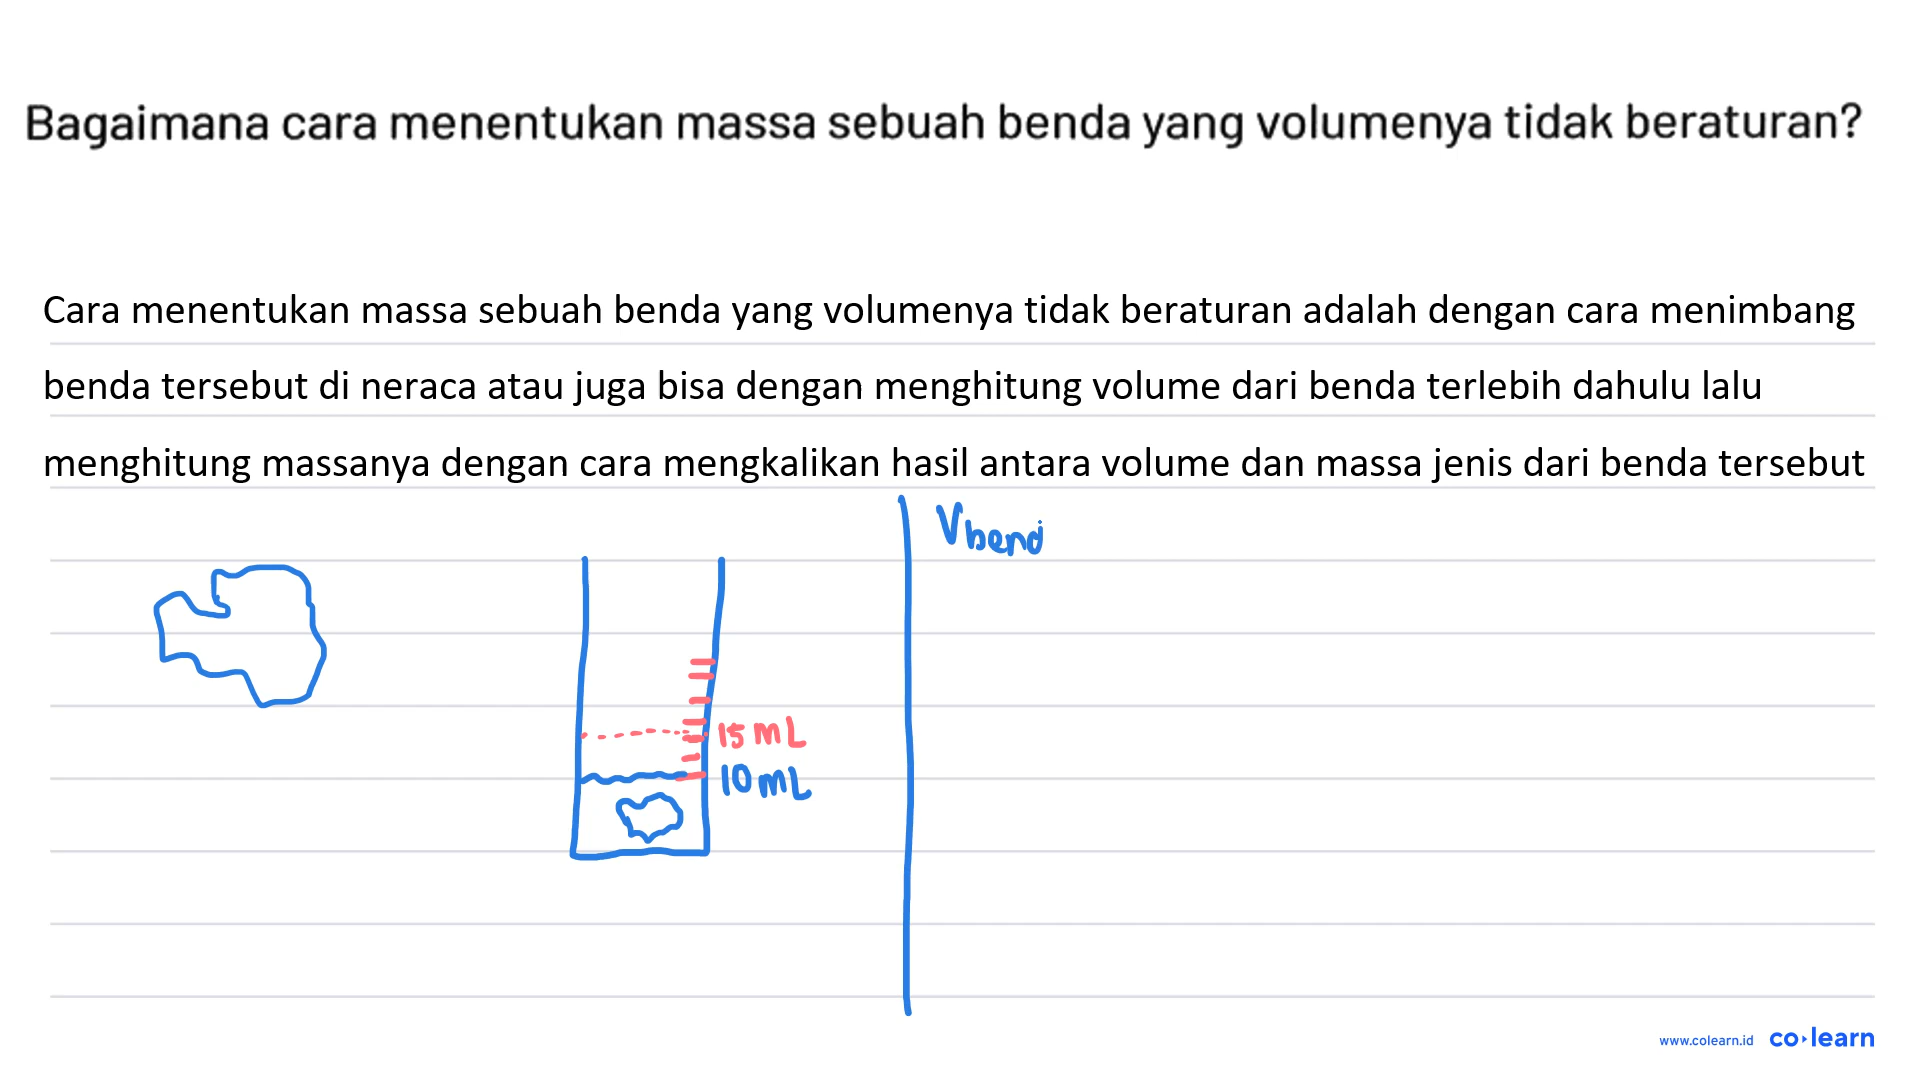 Bagaimana cara menentukan massa sebuah benda yang volumenya tidak beraturan?
Cara menentukan massa sebuah benda yang volumenya tidak beraturan adalah dengan cara menimbang
benda tersebut di neraca atau juga bisa dengan menghitung volume dari benda terlebih dahulu lalu
menghitung massanya dengan cara mengkalikan hasil antara volume dan massa jenis dari benda tersebut
Vbend
15 mL
10 mL
www.colearn.id co·learn